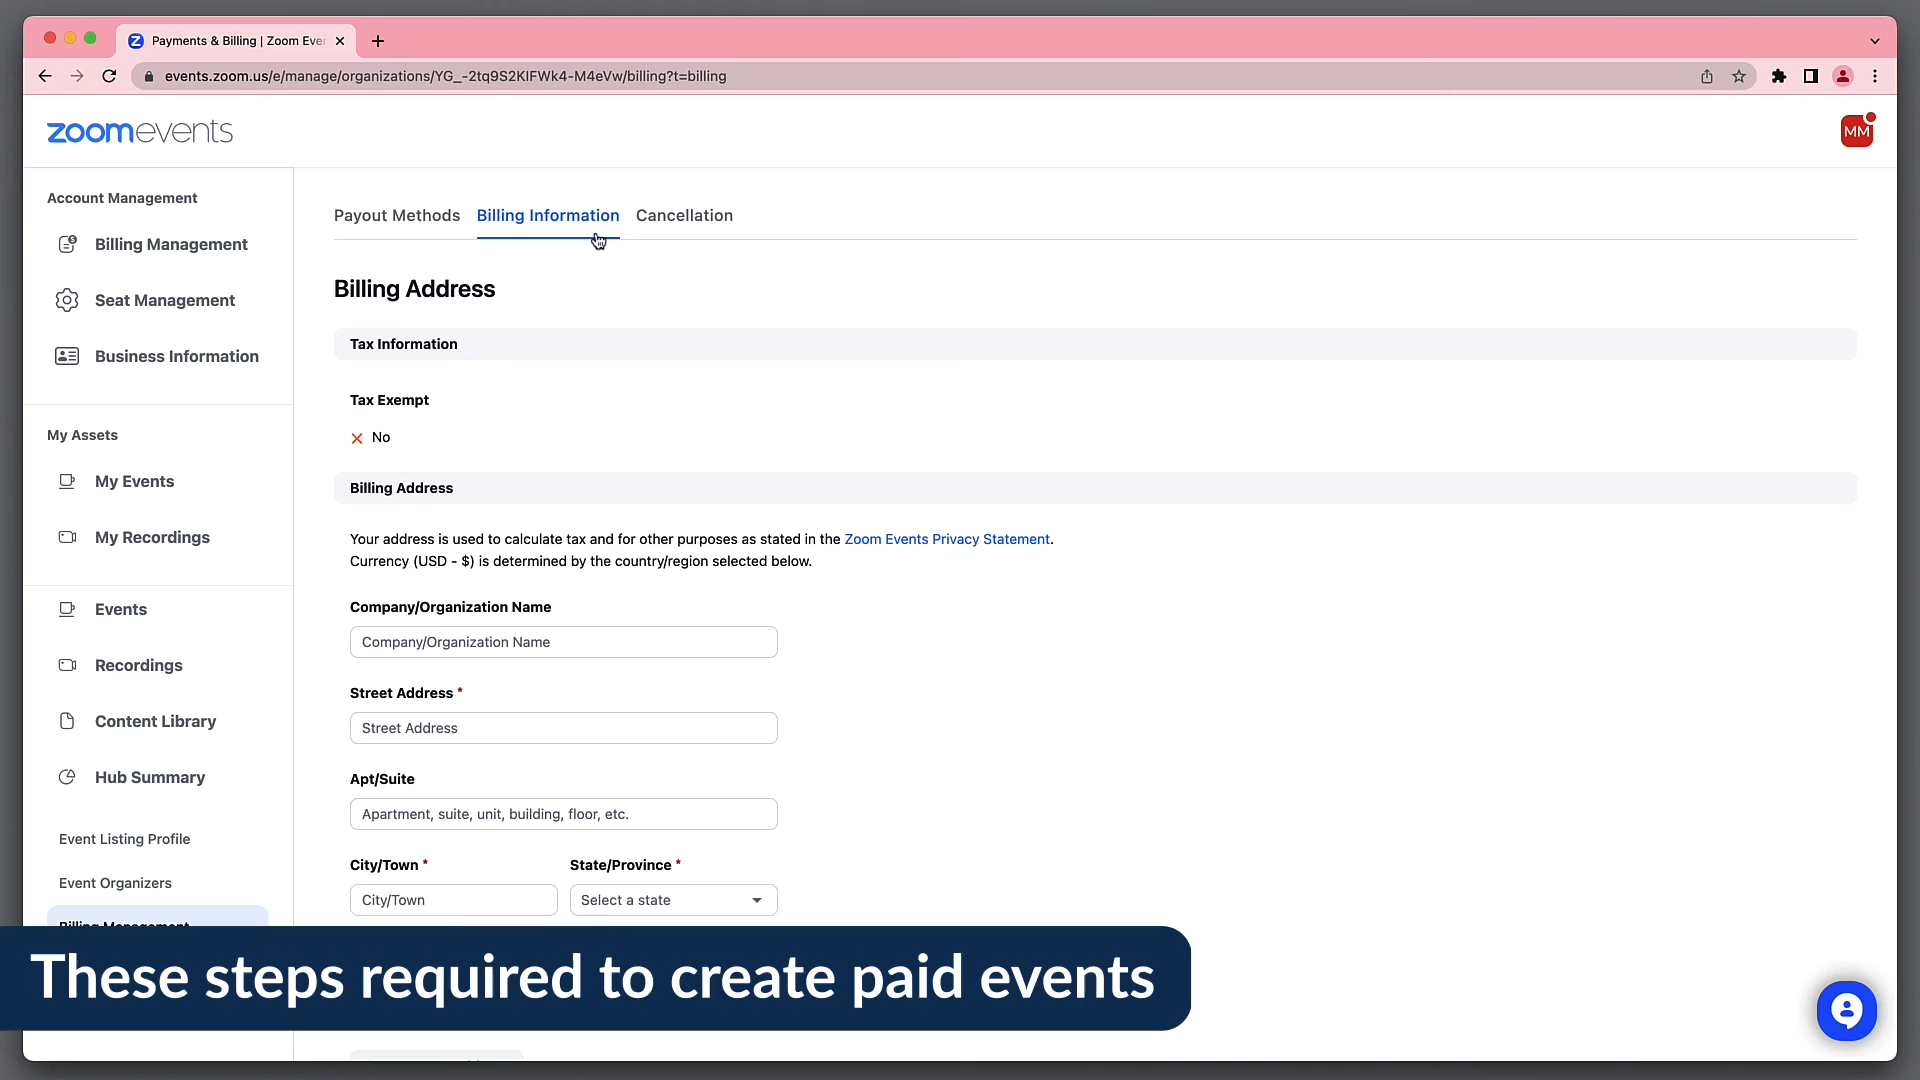 Payments & Billing | Zoom Ever
events.zoom.us/e/manage/organizations/YG_-2tq9S2KIFWk4-M4eVw/billing?t=billing
zoomevents
MM
Account Management
Billing Management
Seat Management
Business Information
My Assets
My Events
My Recordings
Events
Recordings
Content Library
Hub Summary
Event Listing Profile
Event Organizers
Billing Management
Payout Methods Billing Information Cancellation
Billing Address
Tax Information
Tax Exempt
No
Billing Address
Your address is used to calculate tax and for other purposes as stated in the Zoom Events Privacy Statement.
Currency (USD - $) is determined by the country/region selected below.
Company/Organization Name
Company/Organization Name
Street Address *
Street Address
Apt/Suite
Apartment, suite, unit, building, floor, etc.
City/Town * State/Province *
City/Town Select a state
These steps required to create paid events